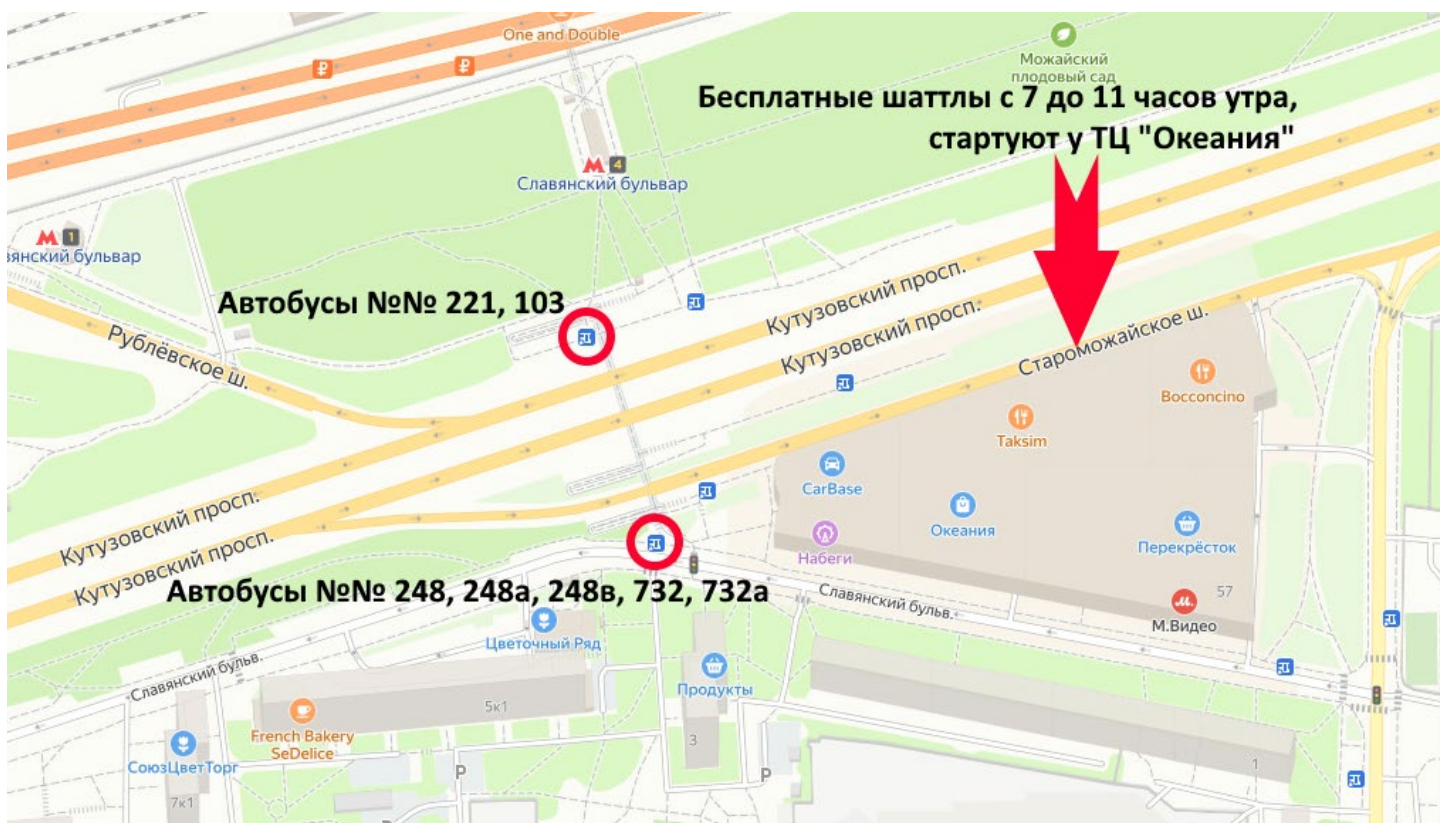 One and Double
Можайский
плодовый сад
Бесплатные шаттлы с 7 до 11 часов утра,
стартуют у ТЦ "Океания"
4
Славянский бульвар
1
янский бульвар
Автобусы №№ 221, 103
Рублёвское ш.
Кутузовский просп.
Кутузовский просп.
Староможайское ш.
Bocconcino
Taksim
CarBase
Океания
Набеги
Перекрёсток
57
М.Видео
Кутузовский просп.
Кутузовский просп.
Автобусы №№ 248, 248а, 248в, 732, 732а
Славянский бульв.
Цветочный Ряд
Славянский бульв.
Продукты
5к1
French Bakery
SeDelice
3
СоюзЦветТорг
P
P
1
7к1
P